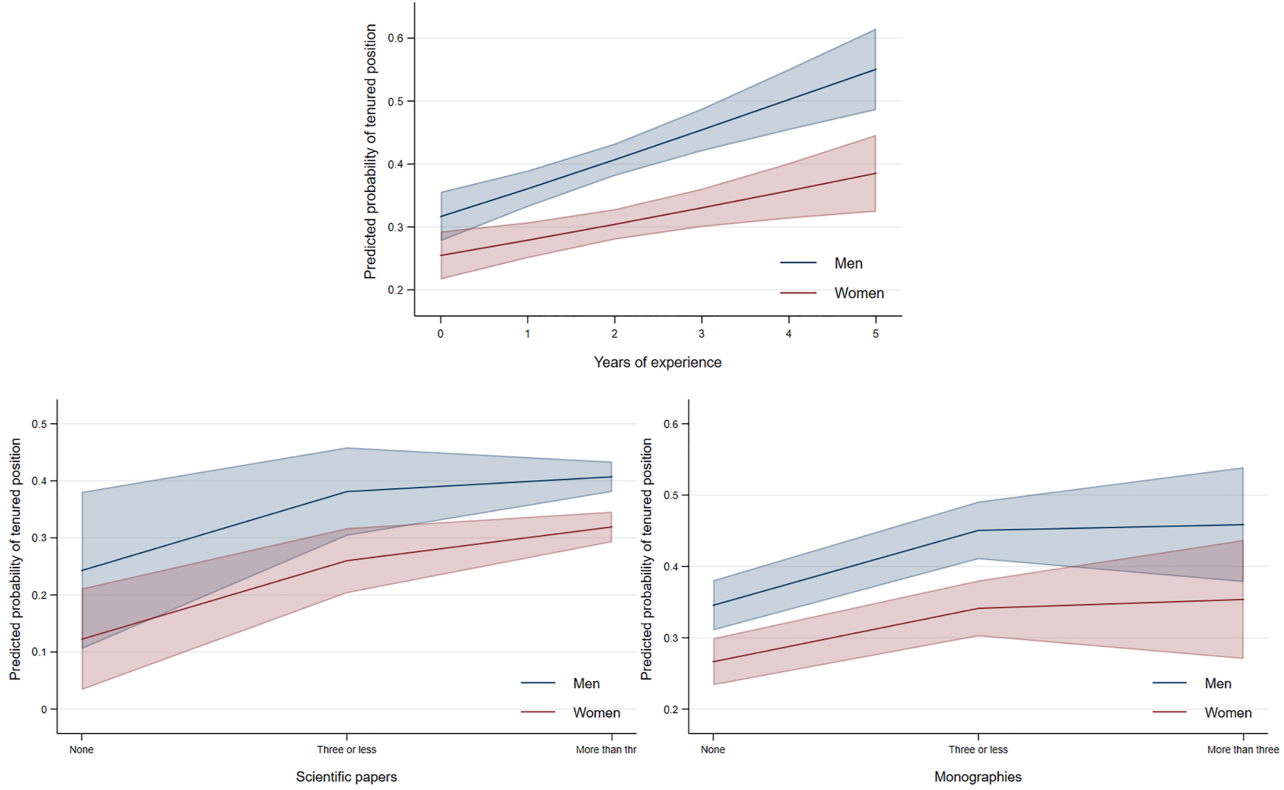 Predicted probability of tenured position
0.6
0.5
0.4
0.3
0.2
Men
Women
0 1 2 3 4 5
Years of experience
Predicted probability of tenured position
0.5
0.4
0.3
0.2
0.1
0
Men
Women
None Three or less More than thr
Scientific papers
Predicted probability of tenured position
0.6
0.5
0.4
0.3
0.2
Men
Women
None Three or less More than three
Monographies